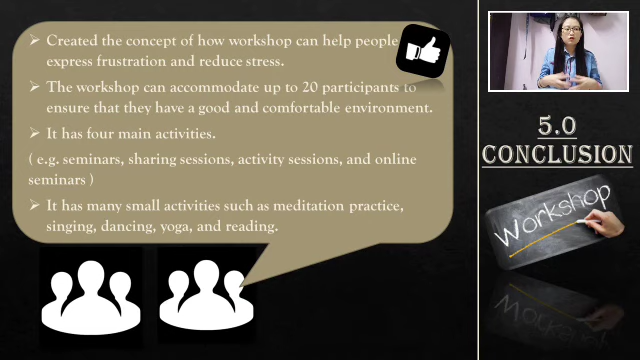 ➢ Created the concept of how workshop can help people
express frustration and reduce stress.
➢ The workshop can accommodate up to 20 participants to
ensure that they have a good and comfortable environment.
➢ It has four main activities.
( e.g. seminars, sharing sessions, activity sessions, and online
seminars )
➢ It has many small activities such as meditation practice,
singing, dancing, yoga, and reading.
5.0
CONCLUSION
Workshop